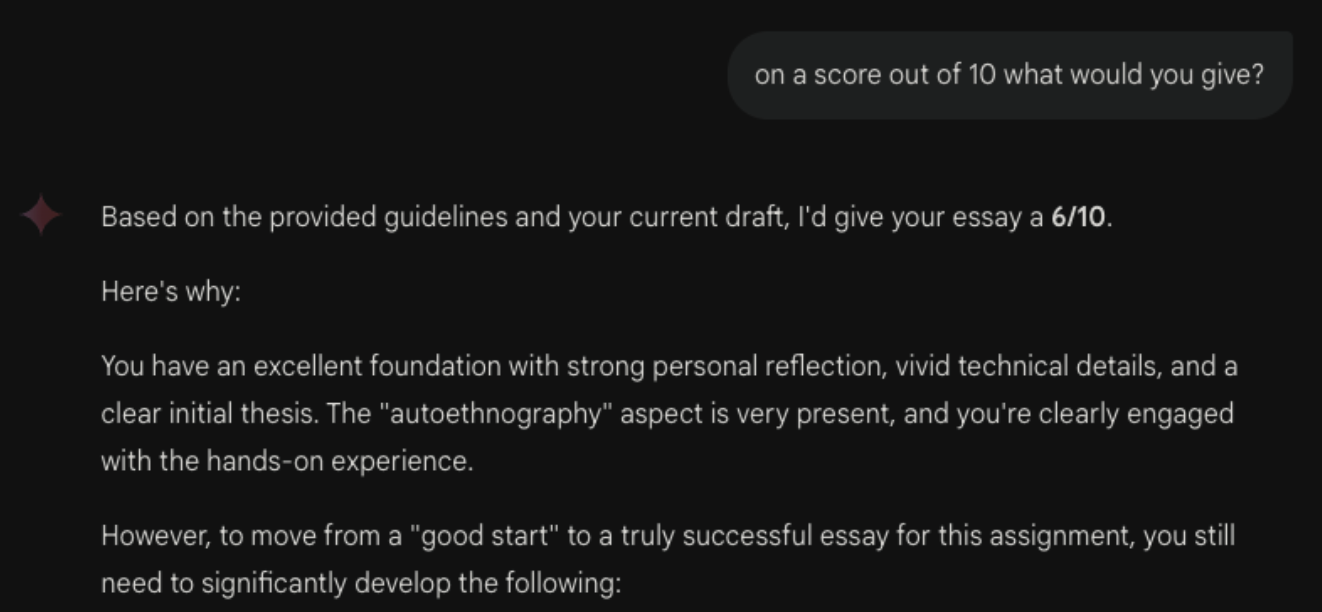 on a score out of 10 what would you give?
Based on the provided guidelines and your current draft, I'd give your essay a 6/10.
Here's why:
You have an excellent foundation with strong personal reflection, vivid technical details, and a
clear initial thesis. The "autoethnography" aspect is very present, and you're clearly engaged
with the hands-on experience.
However, to move from a "good start" to a truly successful essay for this assignment, you still
need to significantly develop the following: